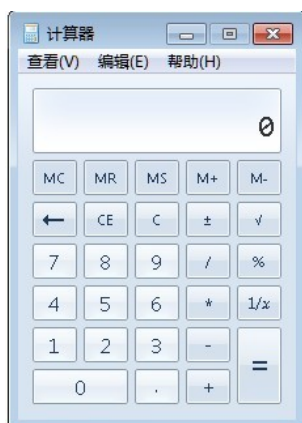 计算器
查看(V) 编辑(E) 帮助(H)
0
MC MR MS M+ M-
← CE C ± √
7 8 9 / %
4 5 6 * 1/x
1 2 3 - =
0 . +